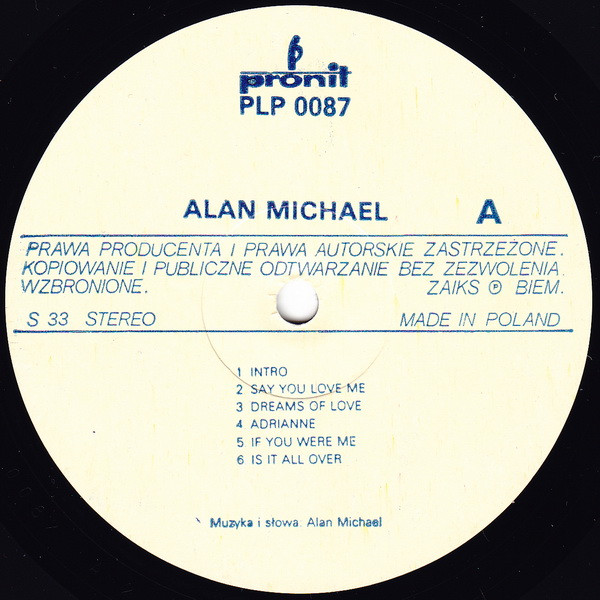 pronit
PLP 0087
ALAN MICHAEL A
PRAWA PRODUCENTA I PRAWA AUTORSKIE ZASTRZEŻONE.
KOPIOWANIE I PUBLICZNE ODTWARZANIE BEZ ZEZWOLENIA.
WZBRONIONE. ZAIKS Ⓟ BIEM.
S 33 STEREO MADE IN POLAND
1 INTRO
2 SAY YOU LOVE ME
3 DREAMS OF LOVE
4 ADRIANNE
5 IF YOU WERE ME
6 IS IT ALL OVER
Muzyka i słowa: Alan Michael